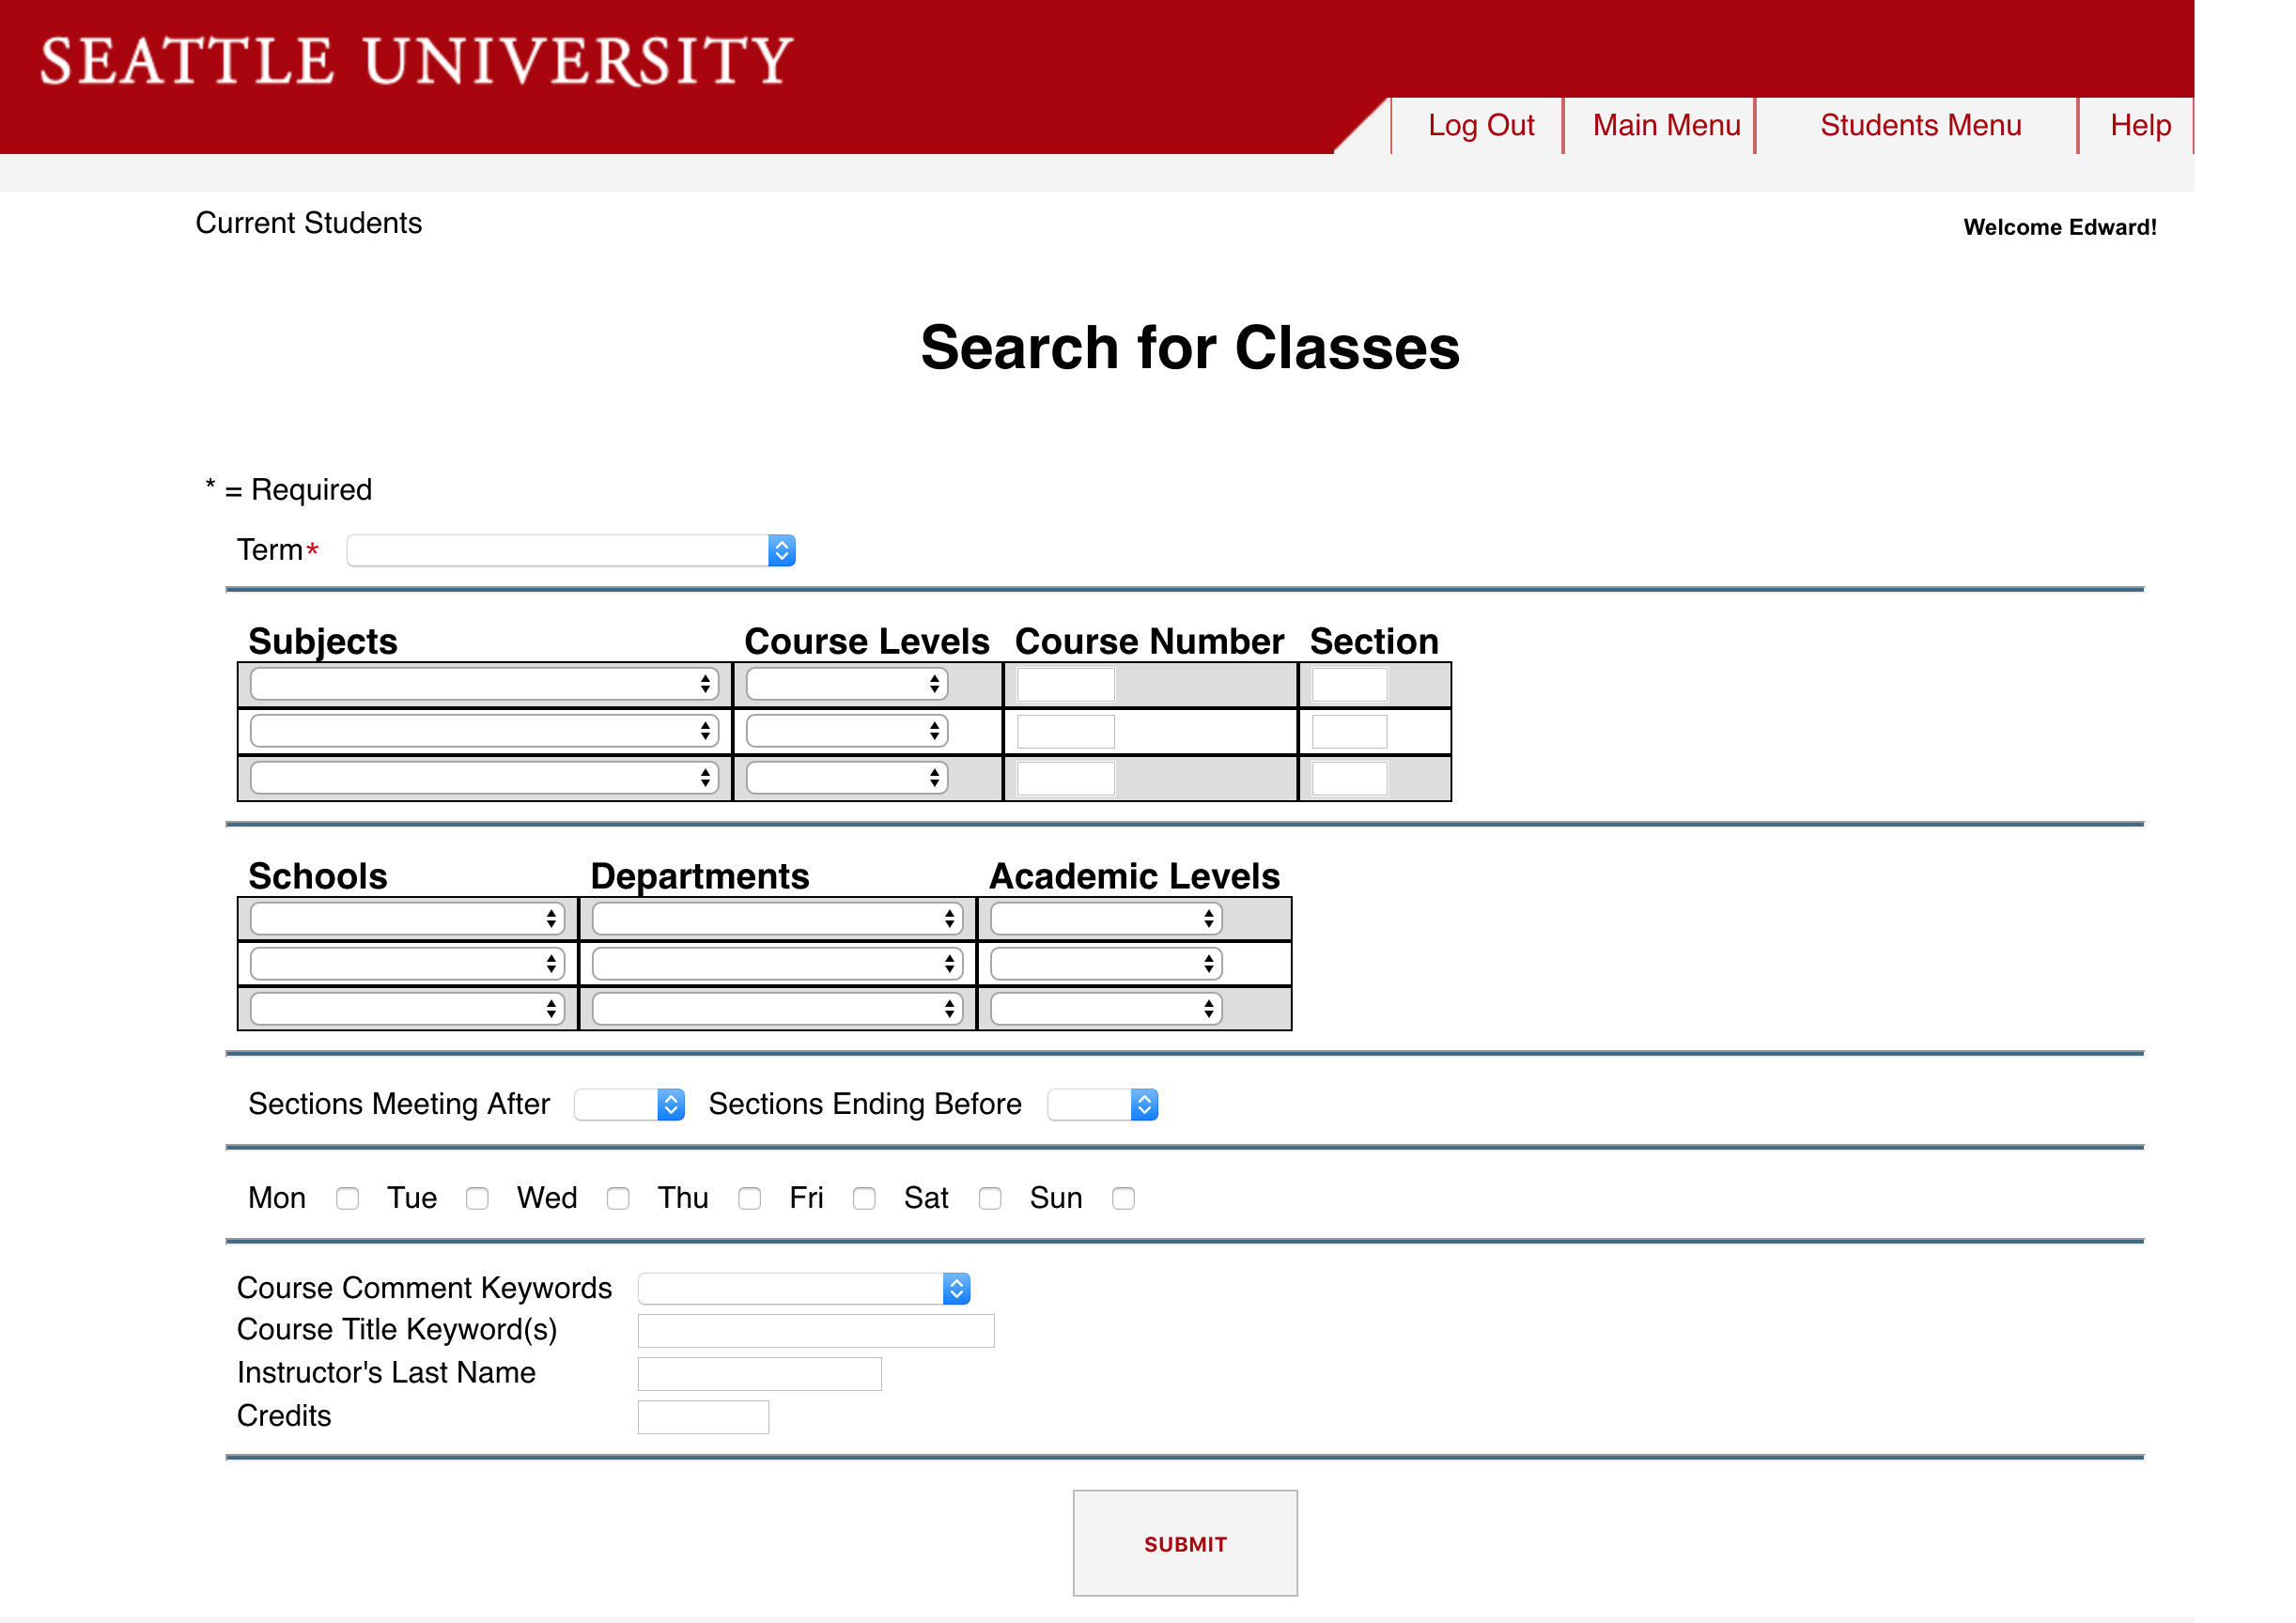 SEATTLE UNIVERSITY
Log Out Main Menu Students Menu Help
Current Students
Welcome Edward!
Search for Classes
* = Required
Term*
Subjects Course Levels Course Number Section
Schools Departments Academic Levels
Sections Meeting After Sections Ending Before
Mon Tue Wed Thu Fri Sat Sun
Course Comment Keywords
Course Title Keyword(s)
Instructor's Last Name
Credits
SUBMIT